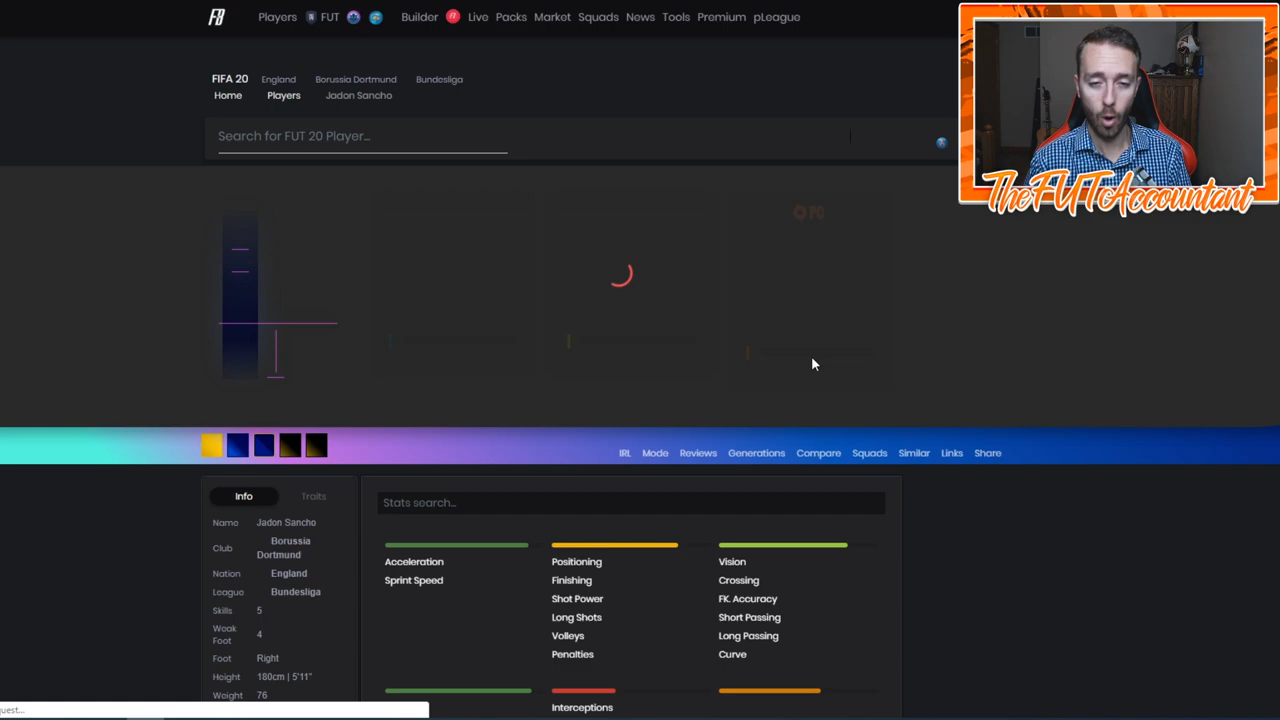 FB Players FUT Builder Live Packs Market Squads News Tools Premium pLeague
FIFA 20 England Borussia Dortmund Bundesliga
Home Players Jadon Sancho
Search for FUT 20 Player...
TheFUTAccountant
PC
IRL Mode Reviews Generations Compare Squads Similar Links Share
Info Traits
Name Jadon Sancho
Club Borussia
Dortmund
Nation England
League Bundesliga
Skills 5
Weak
Foot 4
Foot Right
Height 180cm | 5'11"
Weight 76
Stats search...
Acceleration
Sprint Speed
Positioning
Finishing
Shot Power
Long Shots
Volleys
Penalties
Vision
Crossing
FK. Accuracy
Short Passing
Long Passing
Curve
Interceptions
uest...